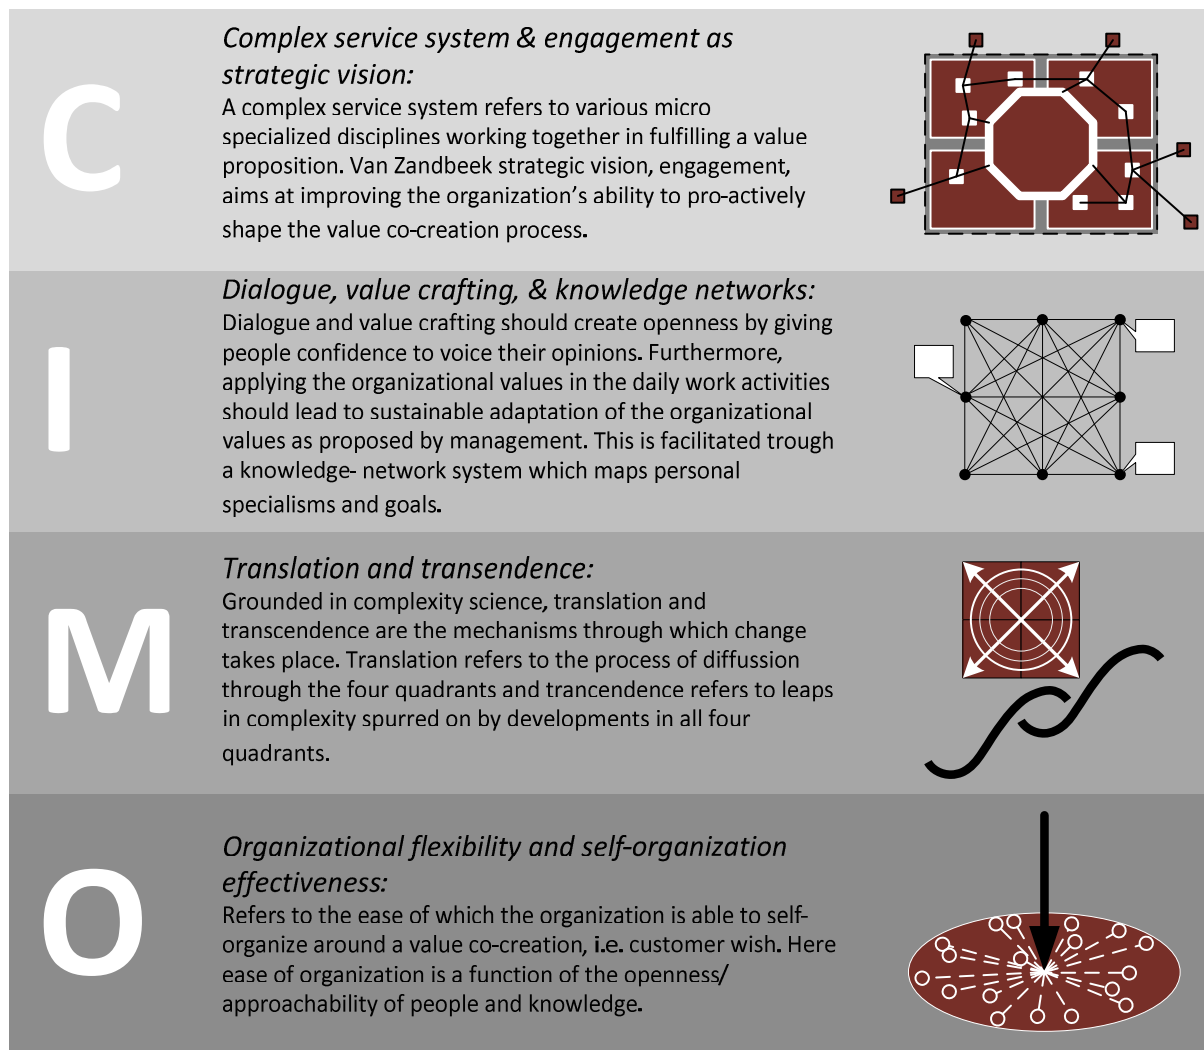 C
Complex service system & engagement as
strategic vision:
A complex service system refers to various micro
specialized disciplines working together in fulfilling a value
proposition. Van Zandbeek strategic vision, engagement,
aims at improving the organization's ability to pro-actively
shape the value co-creation process.
I
Dialogue, value crafting, & knowledge networks:
Dialogue and value crafting should create openness by giving
people confidence to voice their opinions. Furthermore,
applying the organizational values in the daily work activities
should lead to sustainable adaptation of the organizational
values as proposed by management. This is facilitated trough
a knowledge- network system which maps personal
specialisms and goals.
M
Translation and transendence:
Grounded in complexity science, translation and
transcendence are the mechanisms through which change
takes place. Translation refers to the process of diffussion
through the four quadrants and trancendence refers to leaps
in complexity spurred on by developments in all four
quadrants.
O
Organizational flexibility and self-organization
effectiveness:
Refers to the ease of which the organization is able to self-
organize around a value co-creation, i.e. customer wish. Here
ease of organization is a function of the openness/
approachability of people and knowledge.